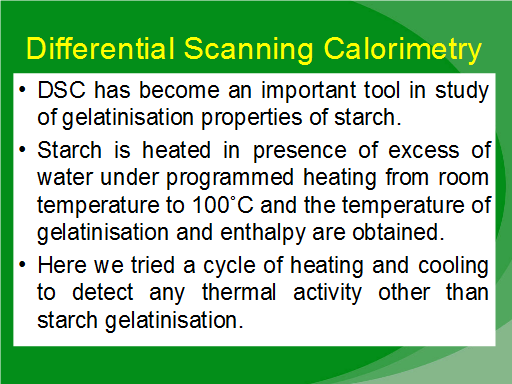 Differential Scanning Calorimetry
• DSC has become an important tool in study
of gelatinisation properties of starch.
• Starch is heated in presence of excess of
water under programmed heating from room
temperature to 100˚C and the temperature of
gelatinisation and enthalpy are obtained.
• Here we tried a cycle of heating and cooling
to detect any thermal activity other than
starch gelatinisation.